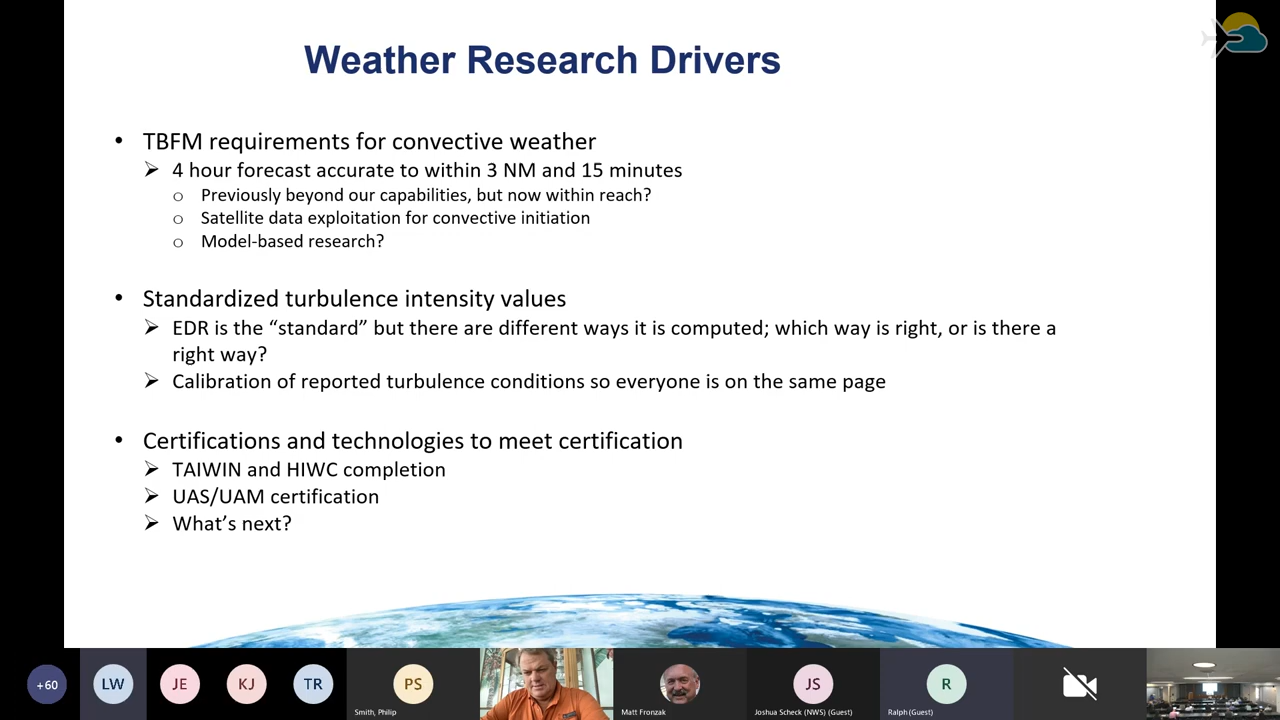 Weather Research Drivers
• TBFM requirements for convective weather
➢ 4 hour forecast accurate to within 3 NM and 15 minutes
o Previously beyond our capabilities, but now within reach?
o Satellite data exploitation for convective initiation
o Model-based research?
• Standardized turbulence intensity values
➢ EDR is the “standard” but there are different ways it is computed; which way is right, or is there a
right way?
➢ Calibration of reported turbulence conditions so everyone is on the same page
• Certifications and technologies to meet certification
➢ TAIWIN and HIWC completion
➢ UAS/UAM certification
➢ What’s next?
+60 LW JE KJ TR PS JS R
Smith, Philip Matt Fronzak Joshua Scheck (NWS) (Guest) Ralph (Guest)